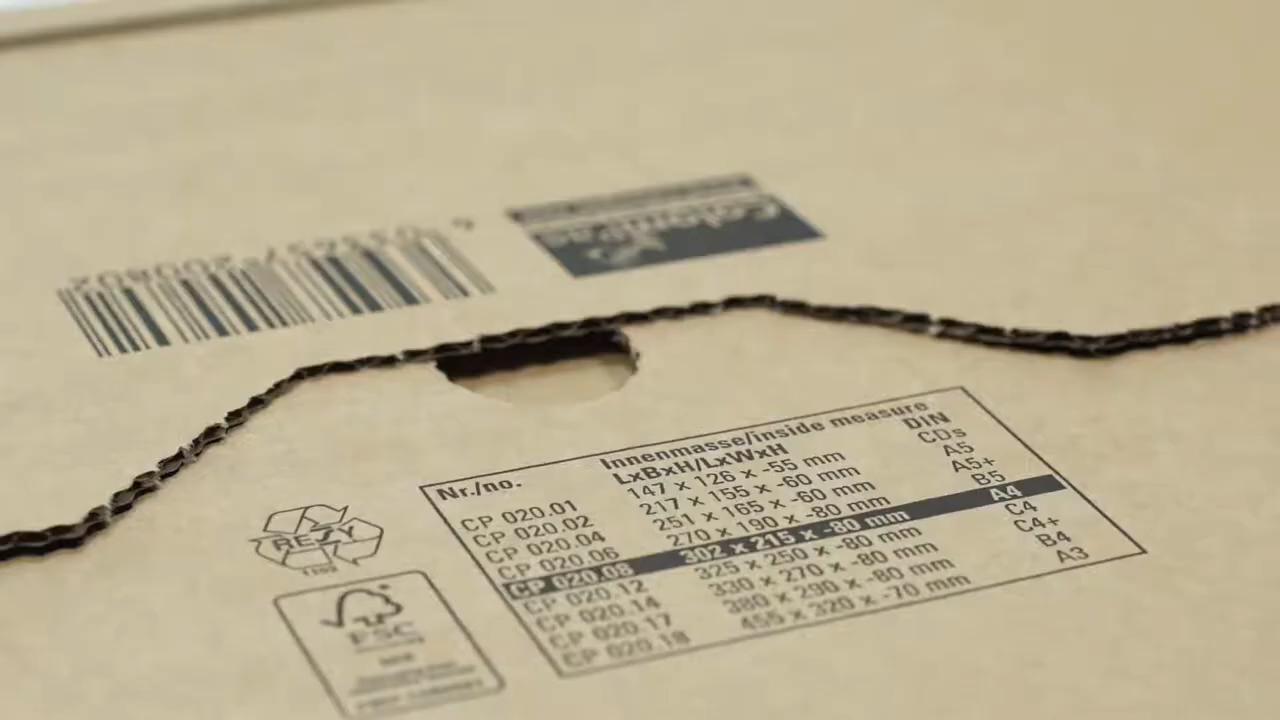 ColomPac
Nr./no.
Innenmasse/inside measure
LxBxH/LxWxH
DIN
CP 020.01 147 x 126 x -55 mm CDs
CP 020.02 217 x 155 x -60 mm A5
CP 020.04 251 x 165 x -60 mm A5+
CP 020.06 270 x 190 x -80 mm B5
CP 020.08 302 x 215 x -80 mm A4
CP 020.12 325 x 250 x -80 mm C4
CP 020.14 330 x 270 x -80 mm C4+
CP 020.17 380 x 290 x -80 mm B4
CP 020.18 455 x 320 x -70 mm A3
RESY
FSC